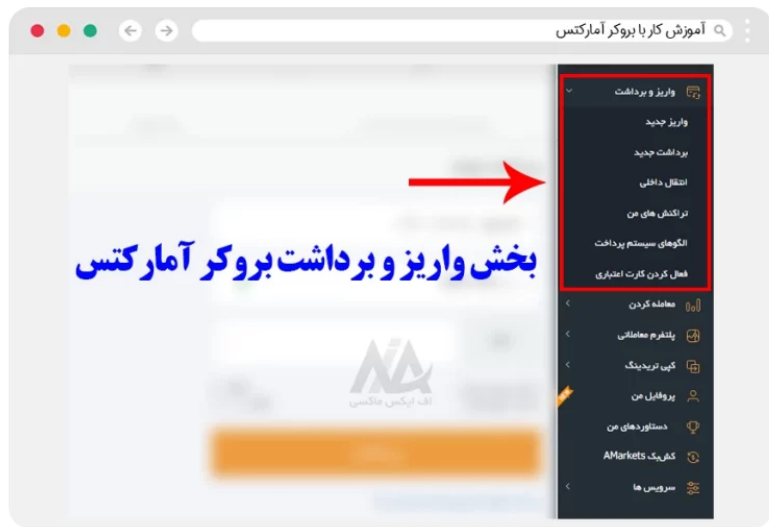 آموزش کار با بروکر آمارکتس
واریز و برداشت
واریز جدید
برداشت جدید
انتقال داخلی
تراکنش های من
الگوهای سیستم پرداخت
فعال کردن کارت اعتباری
معامله کردن
پلتفرم معاملاتی
کپی تریدینگ
پروفایل من
دستاوردهای من
کش‌بک AMarkets
سرویس ها
بخش واریز و برداشت بروکر آمارکتس
اف ایکس ماکسی